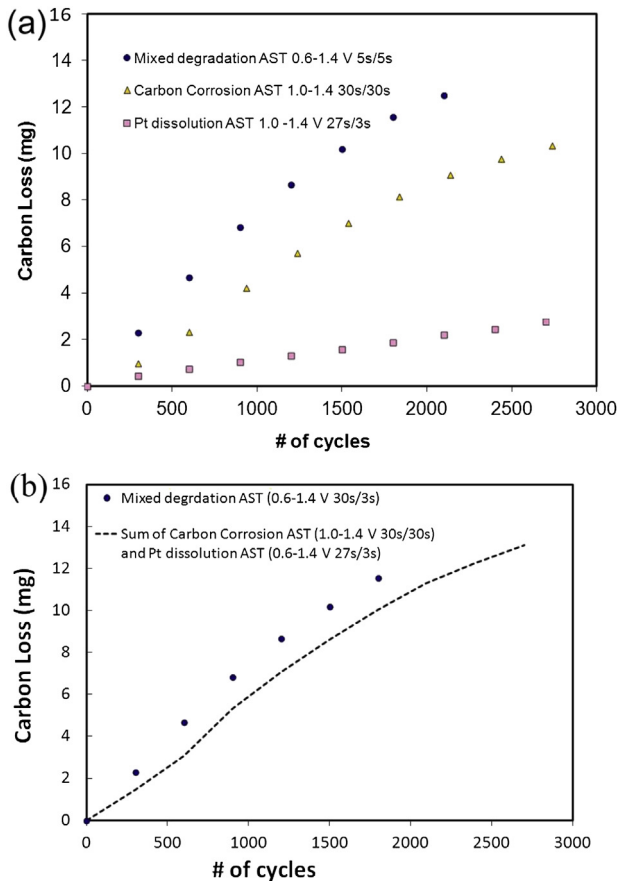 (a)
16
14
12
10
8
6
4
2
0
Carbon Loss (mg)
Mixed degradation AST 0.6-1.4 V 5s/5s
Carbon Corrosion AST 1.0-1.4 30s/30s
Pt dissolution AST 1.0 -1.4 V 27s/3s
0 500 1000 1500 2000 2500 3000
# of cycles
(b)
16
14
12
10
8
6
4
2
0
Carbon Loss (mg)
Mixed degrdation AST (0.6-1.4 V 30s/3s)
Sum of Carbon Corrosion AST (1.0-1.4 V 30s/30s)
and Pt dissolution AST (0.6-1.4 V 27s/3s)
0 500 1000 1500 2000 2500 3000
# of cycles